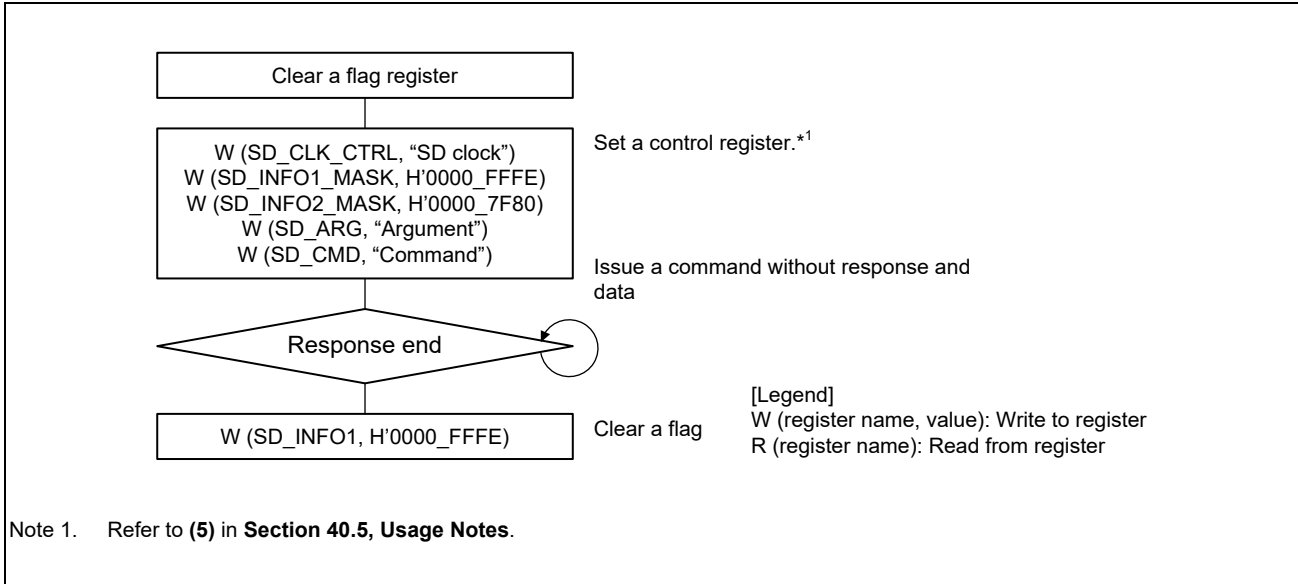 Clear a flag register
W (SD_CLK_CTRL, “SD clock”)
W (SD_INFO1_MASK, H'0000_FFFE)
W (SD_INFO2_MASK, H'0000_7F80)
W (SD_ARG, “Argument”)
W (SD_CMD, “Command”)
Set a control register.*1
Issue a command without response and
data
Response end
W (SD_INFO1, H'0000_FFFE)
Clear a flag
[Legend]
W (register name, value): Write to register
R (register name): Read from register
Note 1. Refer to (5) in Section 40.5, Usage Notes.